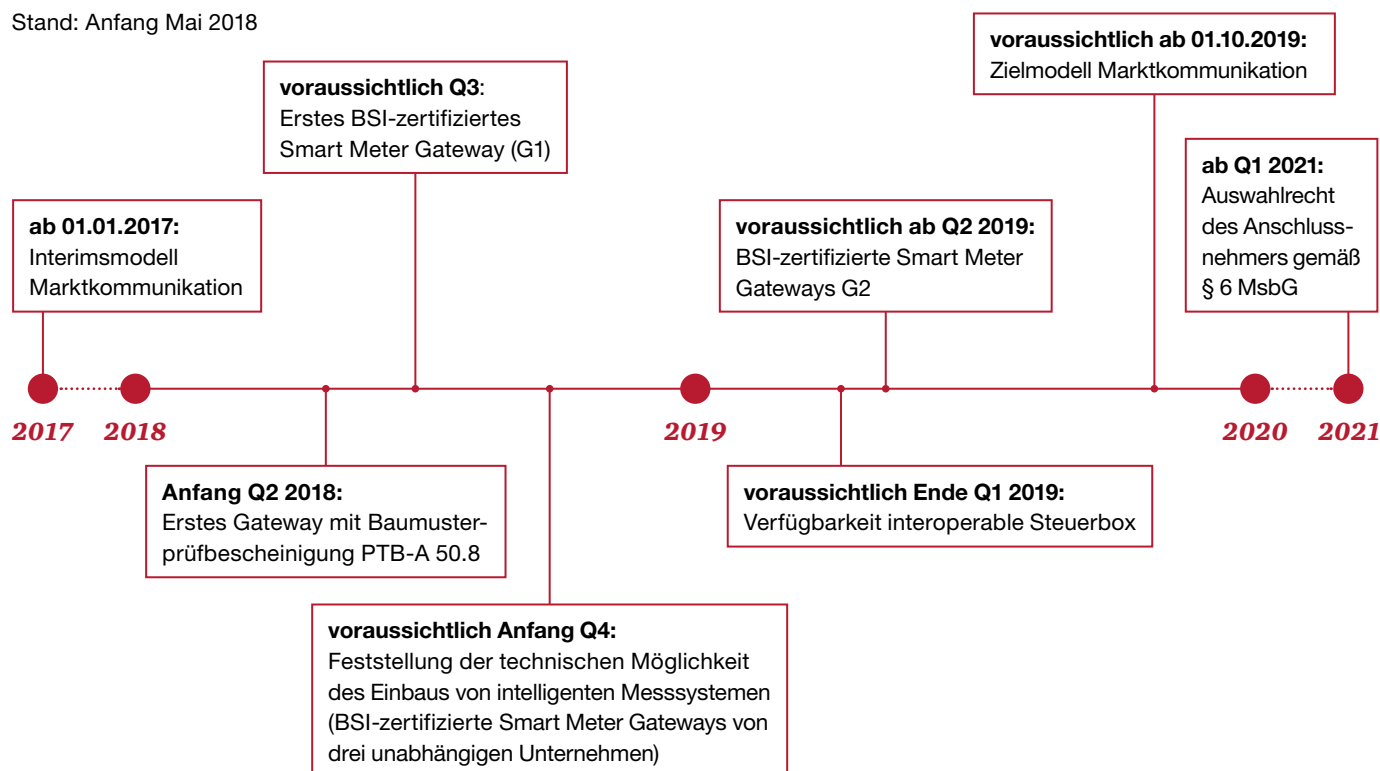 Stand: Anfang Mai 2018
voraussichtlich ab 01.10.2019:
Zielmodell Marktkommunikation
voraussichtlich Q3:
Erstes BSI-zertifiziertes
Smart Meter Gateway (G1)
ab Q1 2021:
Auswahlrecht
des Anschluss-
nehmers gemäß
§ 6 MsbG
ab 01.01.2017:
Interimsmodell
Marktkommunikation
voraussichtlich ab Q2 2019:
BSI-zertifizierte Smart Meter
Gateways G2
2017 2018 2019 2020 2021
Anfang Q2 2018:
Erstes Gateway mit Baumuster-
prüfbescheinigung PTB-A 50.8
voraussichtlich Ende Q1 2019:
Verfügbarkeit interoperable Steuerbox
voraussichtlich Anfang Q4:
Feststellung der technischen Möglichkeit
des Einbaus von intelligenten Messsystemen
(BSI-zertifizierte Smart Meter Gateways von
drei unabhängigen Unternehmen)